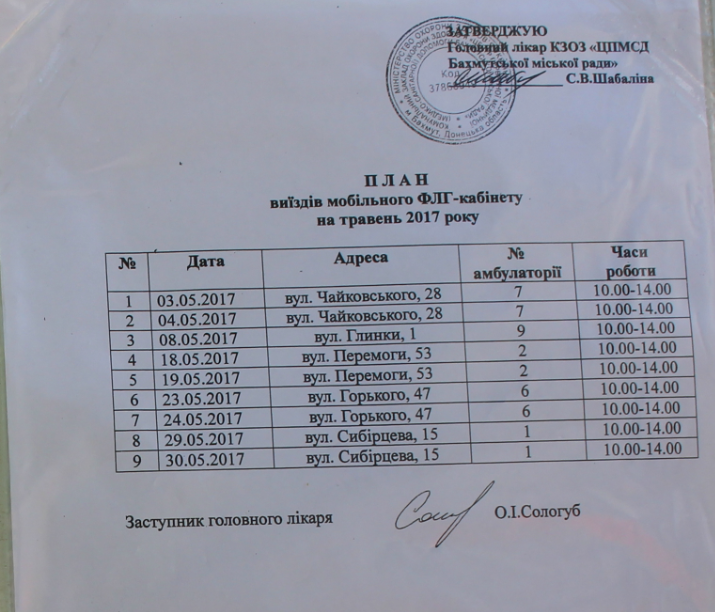 ЗАТВЕРДЖУЮ
Головний лікар КЗОЗ «ЦПМСД
Бахмутської міської ради»
С.В.Шабаліна
П Л А Н
виїздів мобільного ФЛГ-кабінету
на травень 2017 року
№ Дата Адреса № амбулаторії Часи роботи
1 03.05.2017 вул. Чайковського, 28 7 10.00-14.00
2 04.05.2017 вул. Чайковського, 28 7 10.00-14.00
3 08.05.2017 вул. Глинки, 1 9 10.00-14.00
4 18.05.2017 вул. Перемоги, 53 2 10.00-14.00
5 19.05.2017 вул. Перемоги, 53 2 10.00-14.00
6 23.05.2017 вул. Горького, 47 6 10.00-14.00
7 24.05.2017 вул. Горького, 47 6 10.00-14.00
8 29.05.2017 вул. Сибірцева, 15 1 10.00-14.00
9 30.05.2017 вул. Сибірцева, 15 1 10.00-14.00
Заступник головного лікаря О.І.Сологуб